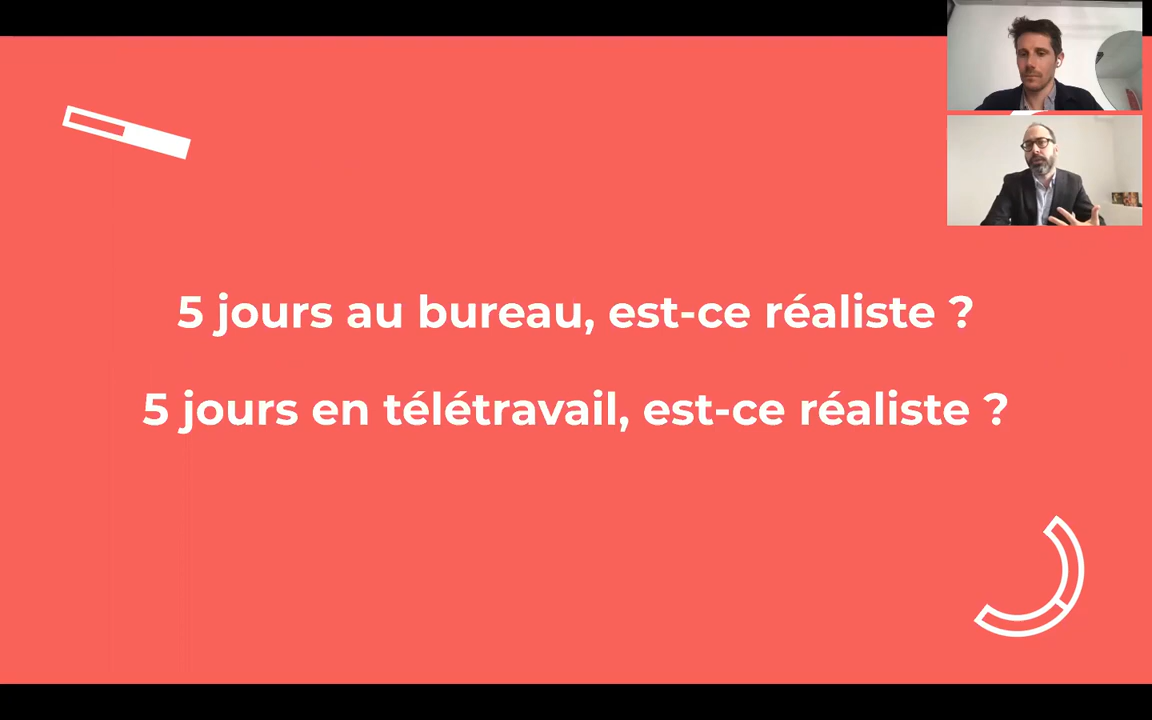 5 jours au bureau, est-ce réaliste ?
5 jours en télétravail, est-ce réaliste ?